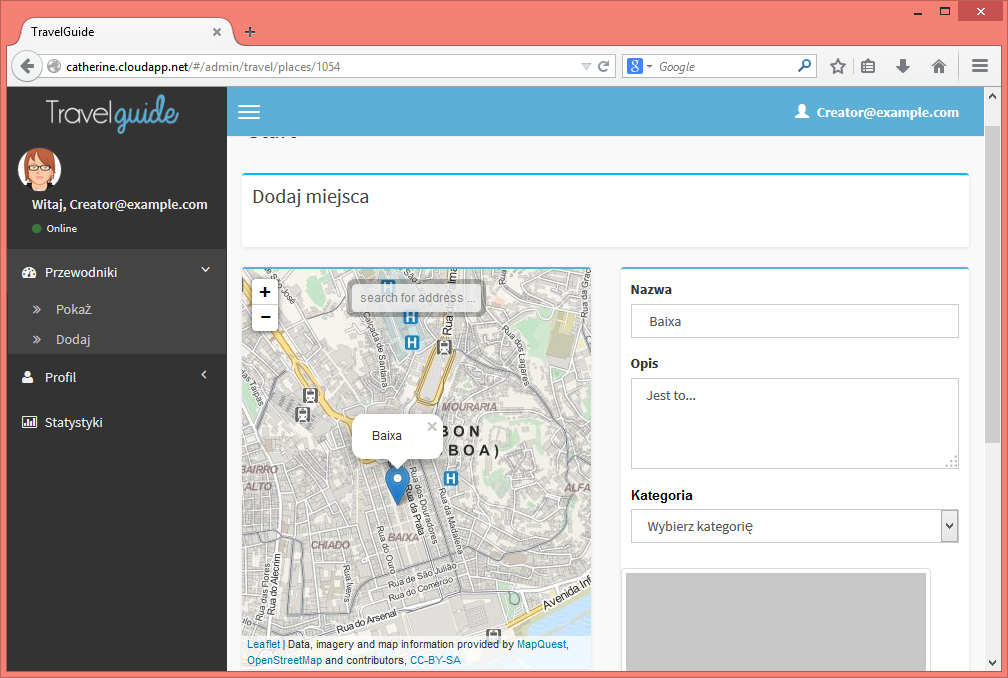 TravelGuide
catherine.cloudapp.net/#/admin/travel/places/1054
Google
Travelguide
Creator@example.com
Witaj, Creator@example.com
Online
Przewodniki
Pokaż
Dodaj
Profil
Statystyki
Dodaj miejsca
+
−
search for address ...
Calçada de Santana
Rua dos Lagares
MOURARIA
BON
BOA)
Baixa
BAIRRO
ALTO
ALFA
Rua dos Douradores
Rua da Prata
Rua da Madalena
BAIXA
Rua do Ouro
CHIADO
Rua Ivens
Rua das Flores
Rua do Alecrim
Rua de São Julião
Rua do Comércio
Rua do Arsenal
Avenida Inf
Leaflet | Data, imagery and map information provided by MapQuest,
OpenStreetMap and contributors, CC-BY-SA
Nazwa
Baixa
Opis
Jest to...
Kategoria
Wybierz kategorię